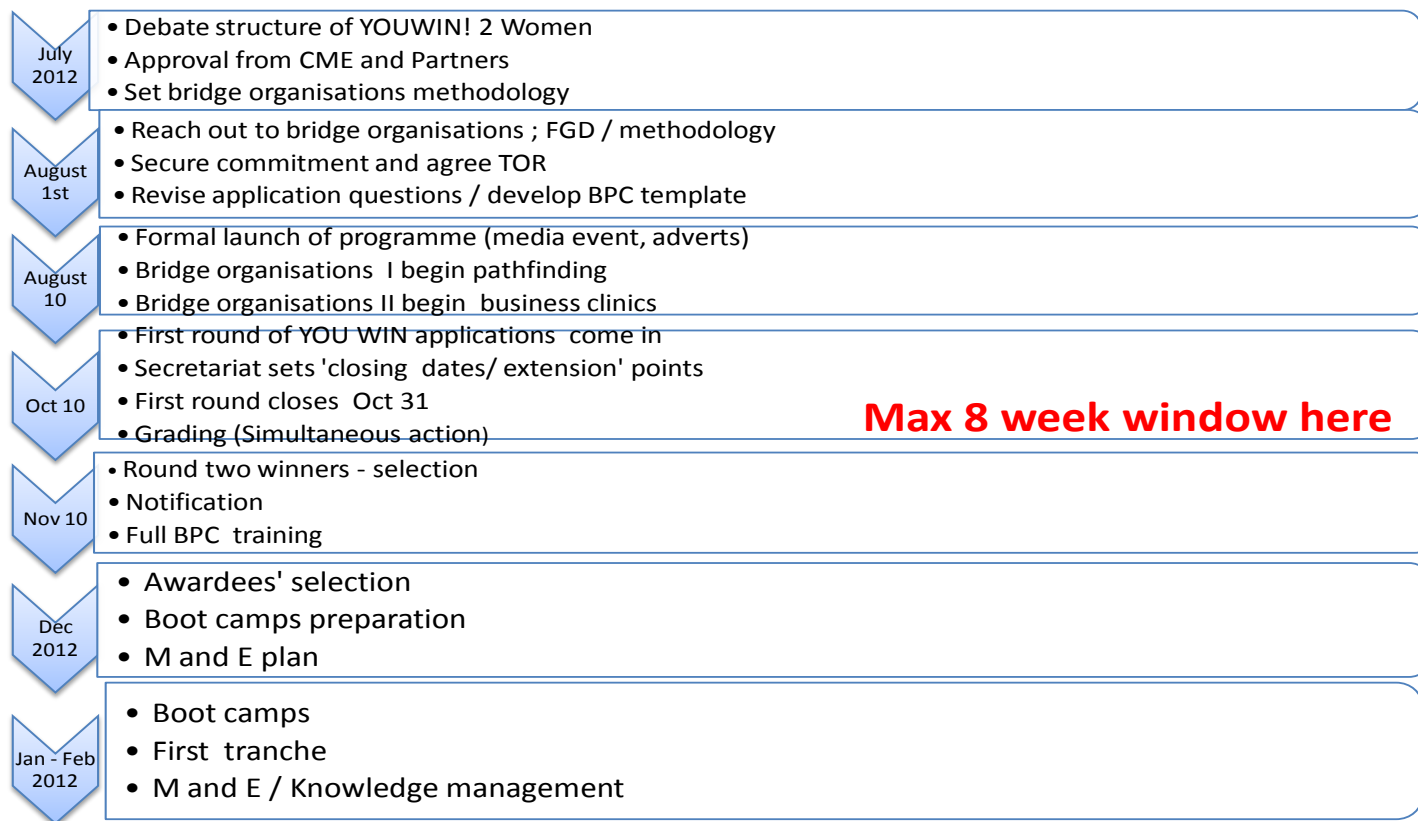 July
2012
• Debate structure of YOUWIN! 2 Women
• Approval from CME and Partners
• Set bridge organisations methodology
August
1st
• Reach out to bridge organisations ; FGD / methodology
• Secure commitment and agree TOR
• Revise application questions / develop BPC template
August
10
• Formal launch of programme (media event, adverts)
• Bridge organisations I begin pathfinding
• Bridge organisations II begin business clinics
Oct 10
• First round of YOU WIN applications come in
• Secretariat sets 'closing dates/ extension' points
• First round closes Oct 31
• Grading (Simultaneous action)
Max 8 week window here
Nov 10
• Round two winners - selection
• Notification
• Full BPC training
Dec
2012
• Awardees' selection
• Boot camps preparation
• M and E plan
Jan - Feb
2012
• Boot camps
• First tranche
• M and E / Knowledge management